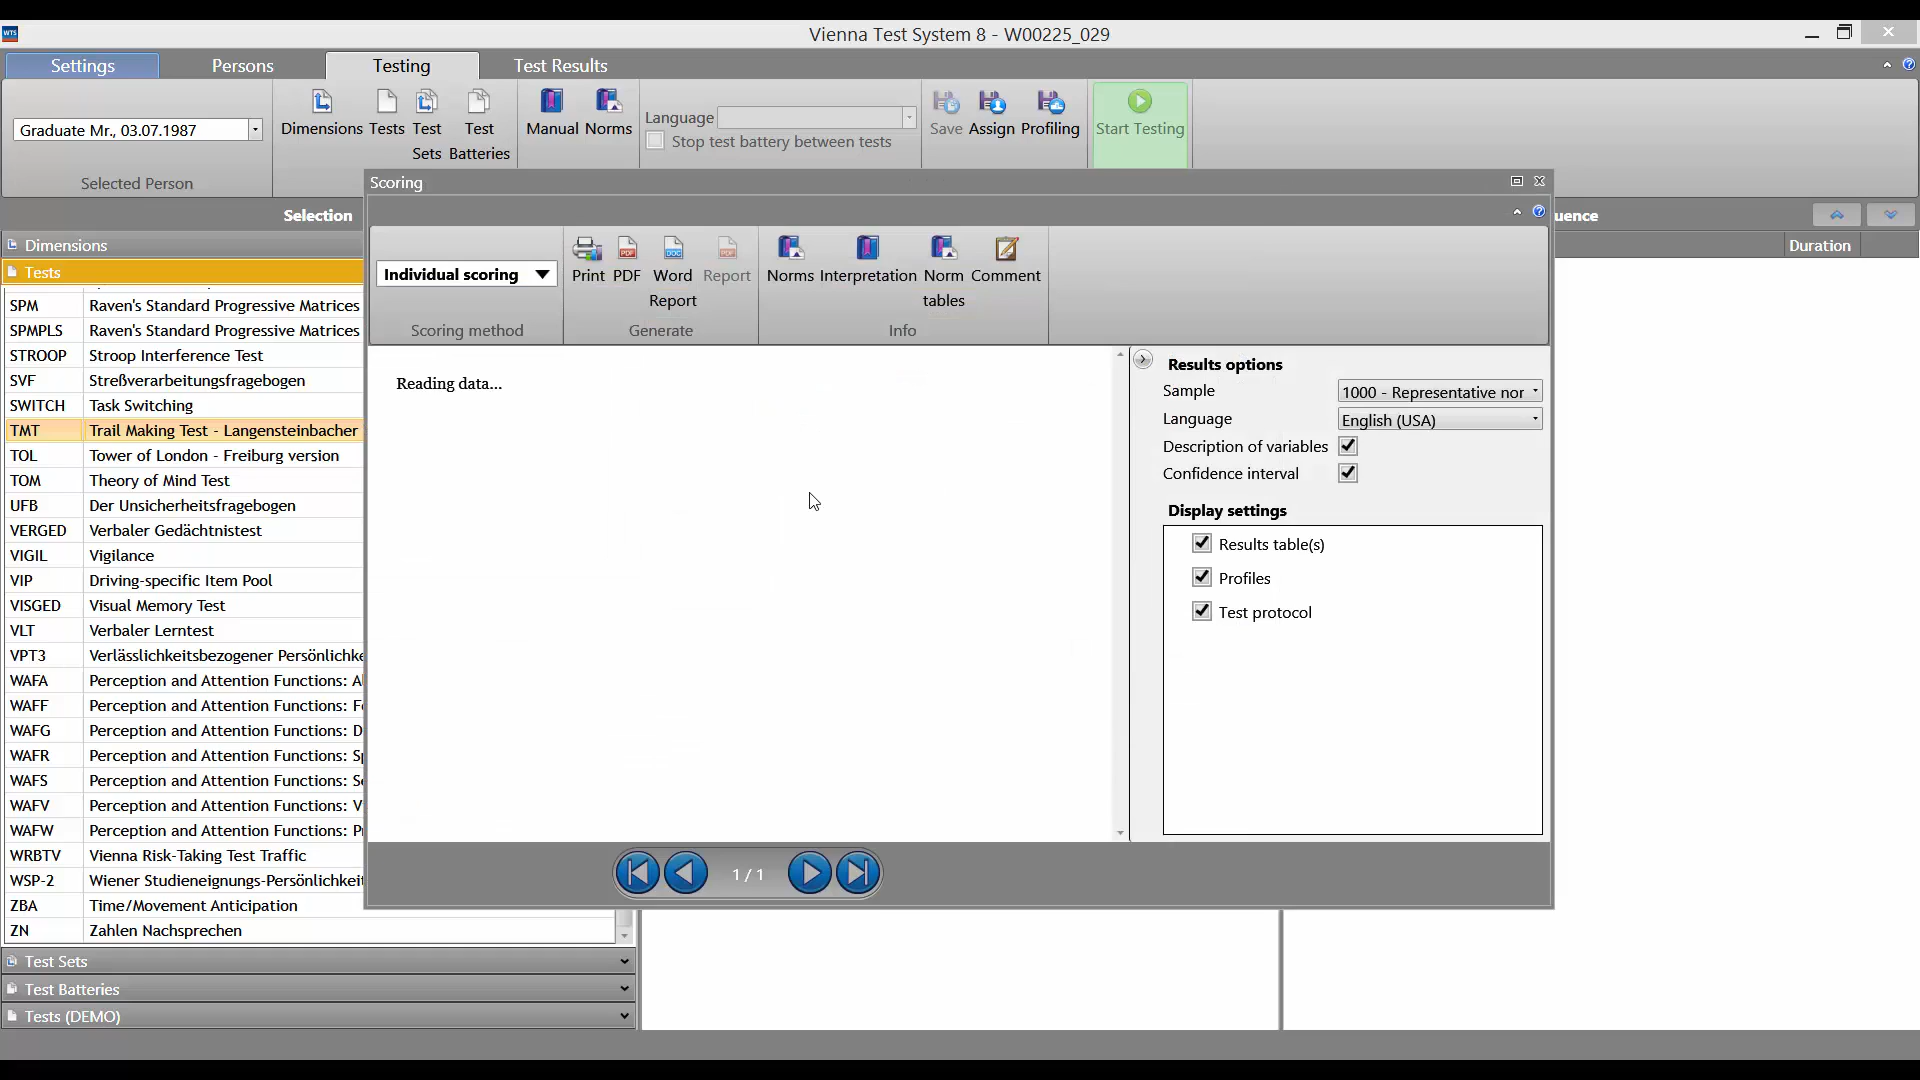 WTS
Vienna Test System 8 - W00225_029
Settings
Persons
Testing
Test Results
Graduate Mr., 03.07.1987
Selected Person
Dimensions
Tests
Test
Sets
Test
Batteries
Manual
Norms
Language
Stop test battery between tests
Save
Assign
Profiling
Start Testing
Selection
uence
Duration
Dimensions
Tests
SPM Raven's Standard Progressive Matrices
SPMPLS Raven's Standard Progressive Matrices
STROOP Stroop Interference Test
SVF Streßverarbeitungsfragebogen
SWITCH Task Switching
TMT Trail Making Test - Langensteinbacher
TOL Tower of London - Freiburg version
TOM Theory of Mind Test
UFB Der Unsicherheitsfragebogen
VERGED Verbaler Gedächtnistest
VIGIL Vigilance
VIP Driving-specific Item Pool
VISGED Visual Memory Test
VLT Verbaler Lerntest
VPT3 Verlässlichkeitsbezogener Persönlichke
WAFA Perception and Attention Functions: Al
WAFF Perception and Attention Functions: F
WAFG Perception and Attention Functions: D
WAFR Perception and Attention Functions: S
WAFS Perception and Attention Functions: S
WAFV Perception and Attention Functions: V
WAFW Perception and Attention Functions: P
WRBTV Vienna Risk-Taking Test Traffic
WSP-2 Wiener Studieneignungs-Persönlichkei
ZBA Time/Movement Anticipation
ZN Zahlen Nachsprechen
Test Sets
Test Batteries
Tests (DEMO)
Scoring
Individual scoring
Scoring method
Print
PDF
Word
Report
Report
Generate
Norms
Interpretation
Norm
tables
Comment
Info
Reading data...
Results options
Sample 1000 - Representative nor
Language English (USA)
Description of variables
Confidence interval
Display settings
Results table(s)
Profiles
Test protocol
1 / 1